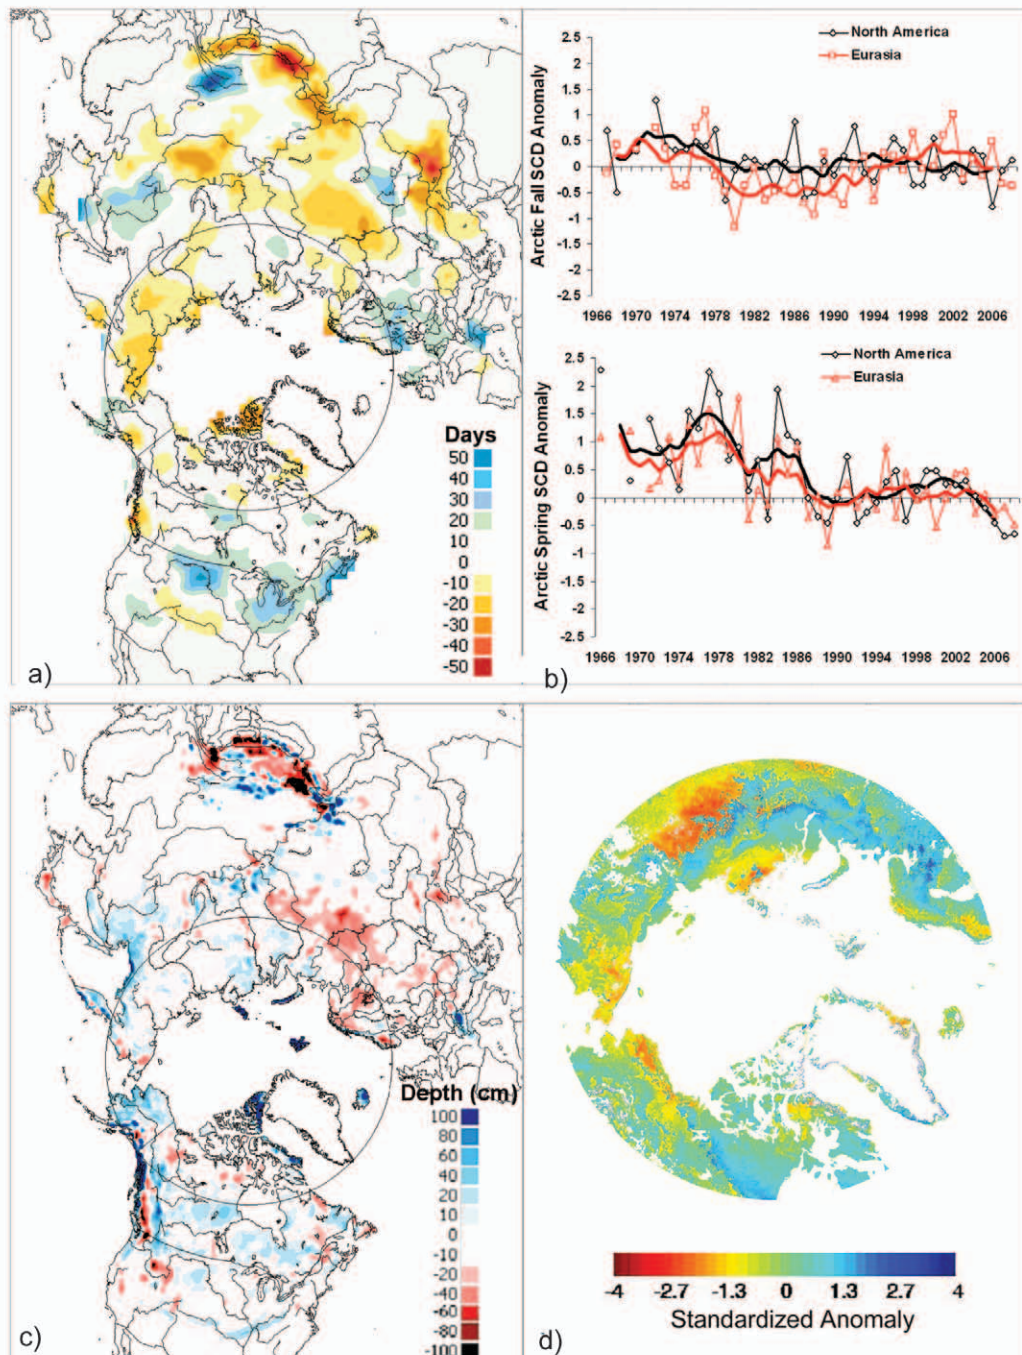 Days
50
40
30
20
10
0
-10
-20
-30
-40
-50
a)
Arctic Fall SCD Anomaly
North America
Eurasia
2.5
2
1.5
1
0.5
0
-0.5
-1
-1.5
-2
-2.5
1966 1970 1974 1978 1982 1986 1990 1994 1998 2002 2006
Arctic Spring SCD Anomaly
North America
Eurasia
2.5
2
1.5
1
0.5
0
-0.5
-1
-1.5
-2
-2.5
1966 1970 1974 1978 1982 1986 1990 1994 1998 2002 2006
b)
Depth (cm)
100
80
60
40
20
10
0
-10
-20
-40
-60
-80
-100
c)
-4 -2.7 -1.3 0 1.3 2.7 4
Standardized Anomaly
d)